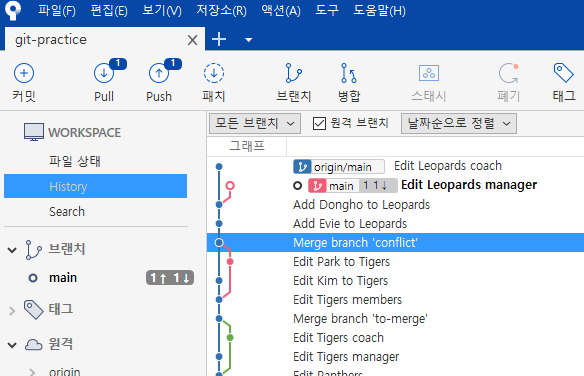 파일(F) 편집(E) 보기(V) 저장소(R) 액션(A) 도구 도움말(H)
git-practice
커밋 1 Pull 1 Push 패치 브랜치 병합 스태시 폐기 태그
WORKSPACE
파일 상태
History
Search
브랜치
main 1↑ 1↓
태그
원격
origin
모든 브랜치 원격 브랜치 날짜순으로 정렬
그래프
origin/main Edit Leopards coach
main 1 1↓ Edit Leopards manager
Add Dongho to Leopards
Add Evie to Leopards
Merge branch 'conflict'
Edit Park to Tigers
Edit Kim to Tigers
Edit Tigers members
Merge branch 'to-merge'
Edit Tigers coach
Edit Tigers manager
Edit Panthers